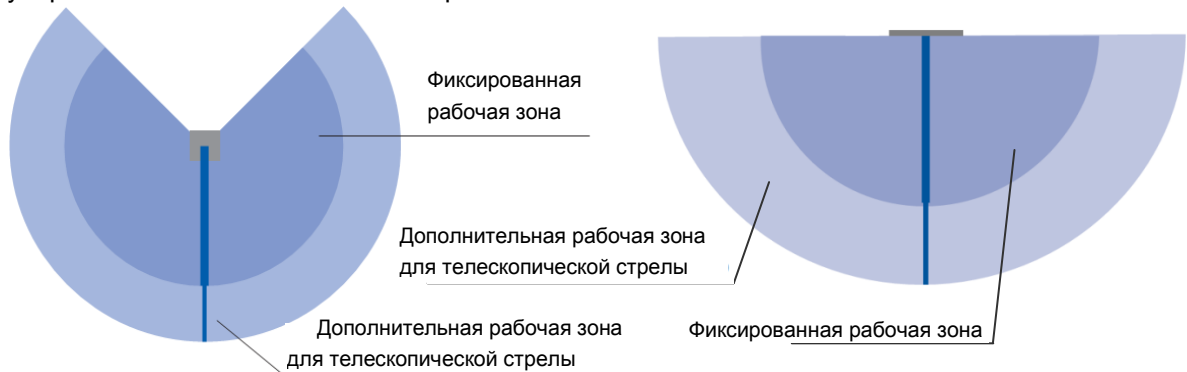 Фиксированная
рабочая зона
Дополнительная рабочая зона
для телескопической стрелы
Дополнительная рабочая зона
для телескопической стрелы
Фиксированная рабочая зона